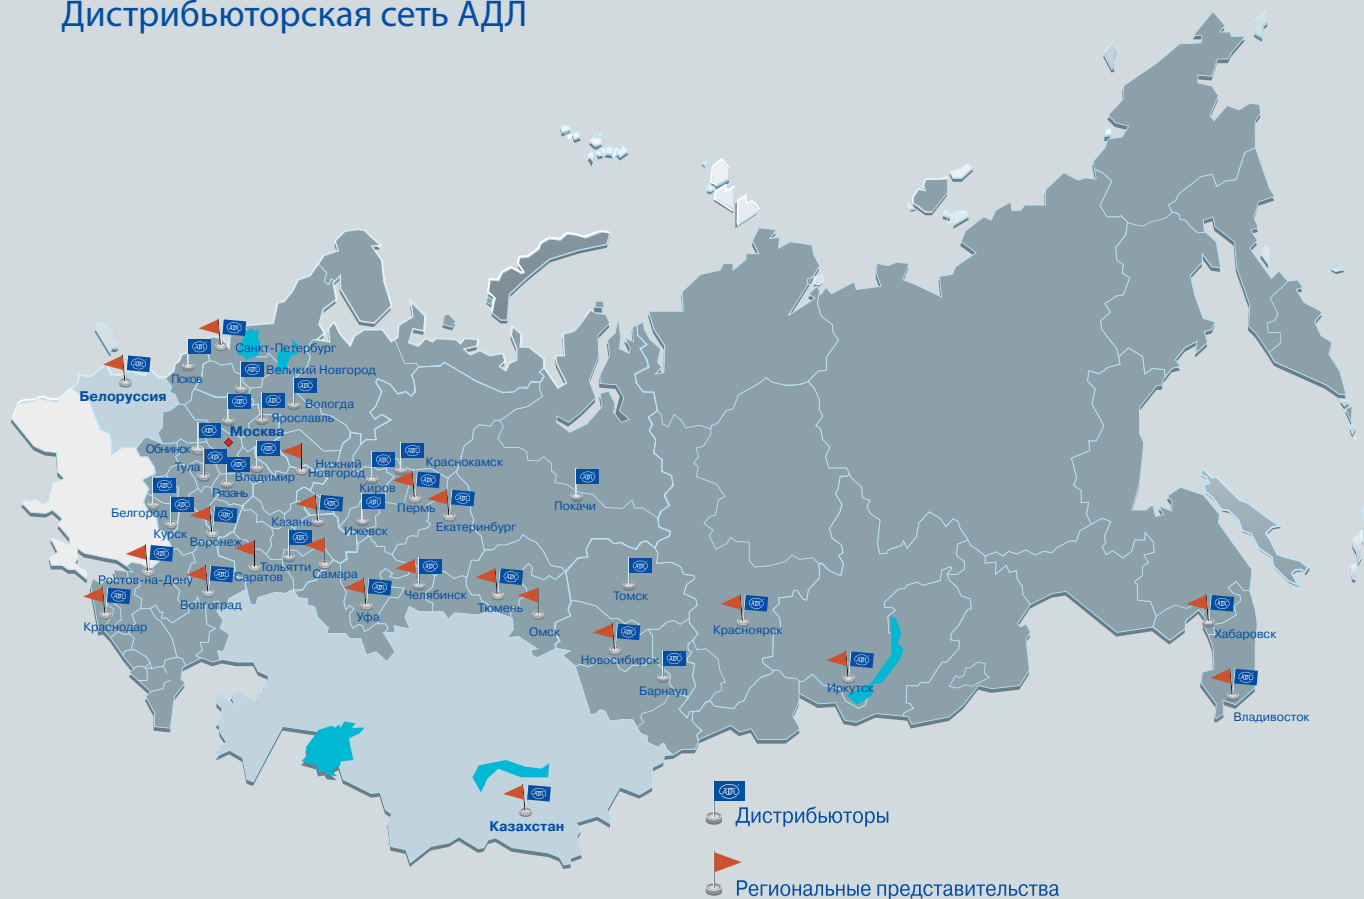 Дистрибьюторская сеть АДЛ
Санкт-Петербург
Псков
Великий Новгород
Белоруссия
Вологда
Ярославль
Москва
Обнинск
Тула
Владимир
Рязань
Нижний
Новгород
Киров
Краснокамск
Пермь
Екатеринбург
Покачи
Белгород
Курск
Воронеж
Казань
Ижевск
Ростов-на-Дону
Саратов
Тольятти
Самара
Волгоград
Краснодар
Уфа
Челябинск
Тюмень
Омск
Томск
Новосибирск
Барнаул
Красноярск
Иркутск
Хабаровск
Владивосток
Казахстан
ADL
Дистрибьюторы
Региональные представительства